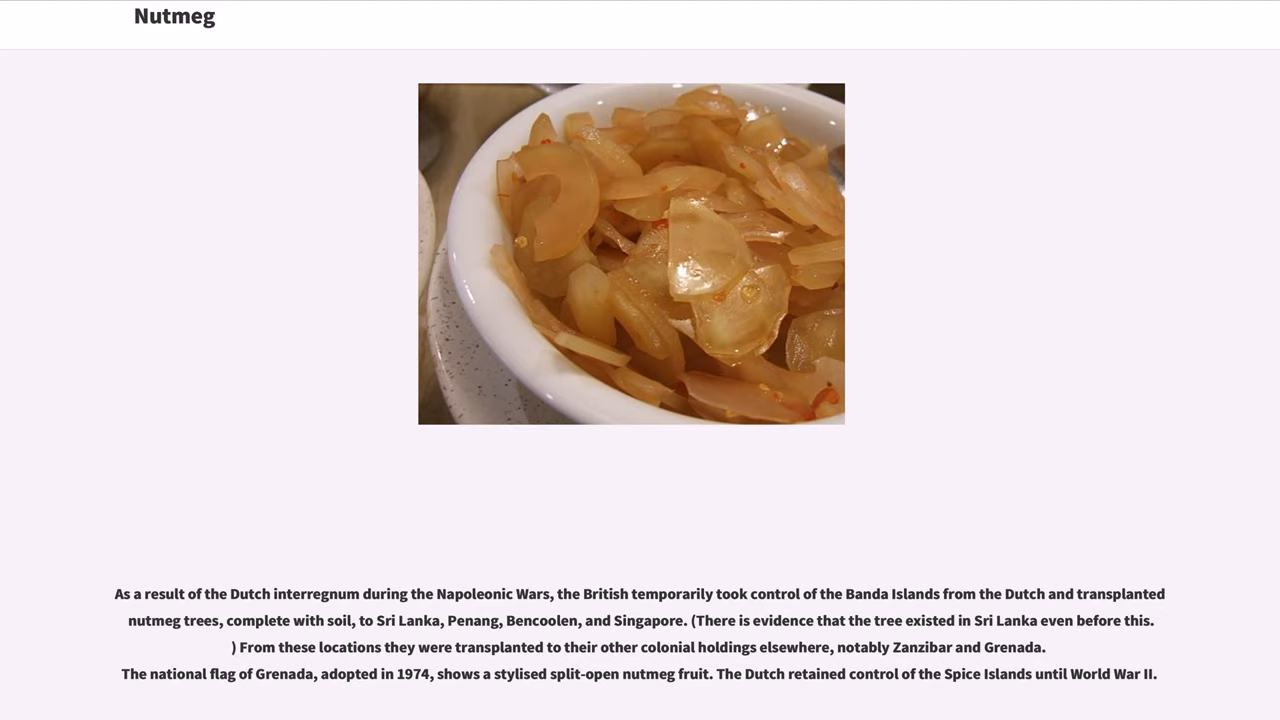 Nutmeg
As a result of the Dutch interregnum during the Napoleonic Wars, the British temporarily took control of the Banda Islands from the Dutch and transplanted
nutmeg trees, complete with soil, to Sri Lanka, Penang, Bencoolen, and Singapore. (There is evidence that the tree existed in Sri Lanka even before this.
) From these locations they were transplanted to their other colonial holdings elsewhere, notably Zanzibar and Grenada.
The national flag of Grenada, adopted in 1974, shows a stylised split-open nutmeg fruit. The Dutch retained control of the Spice Islands until World War II.